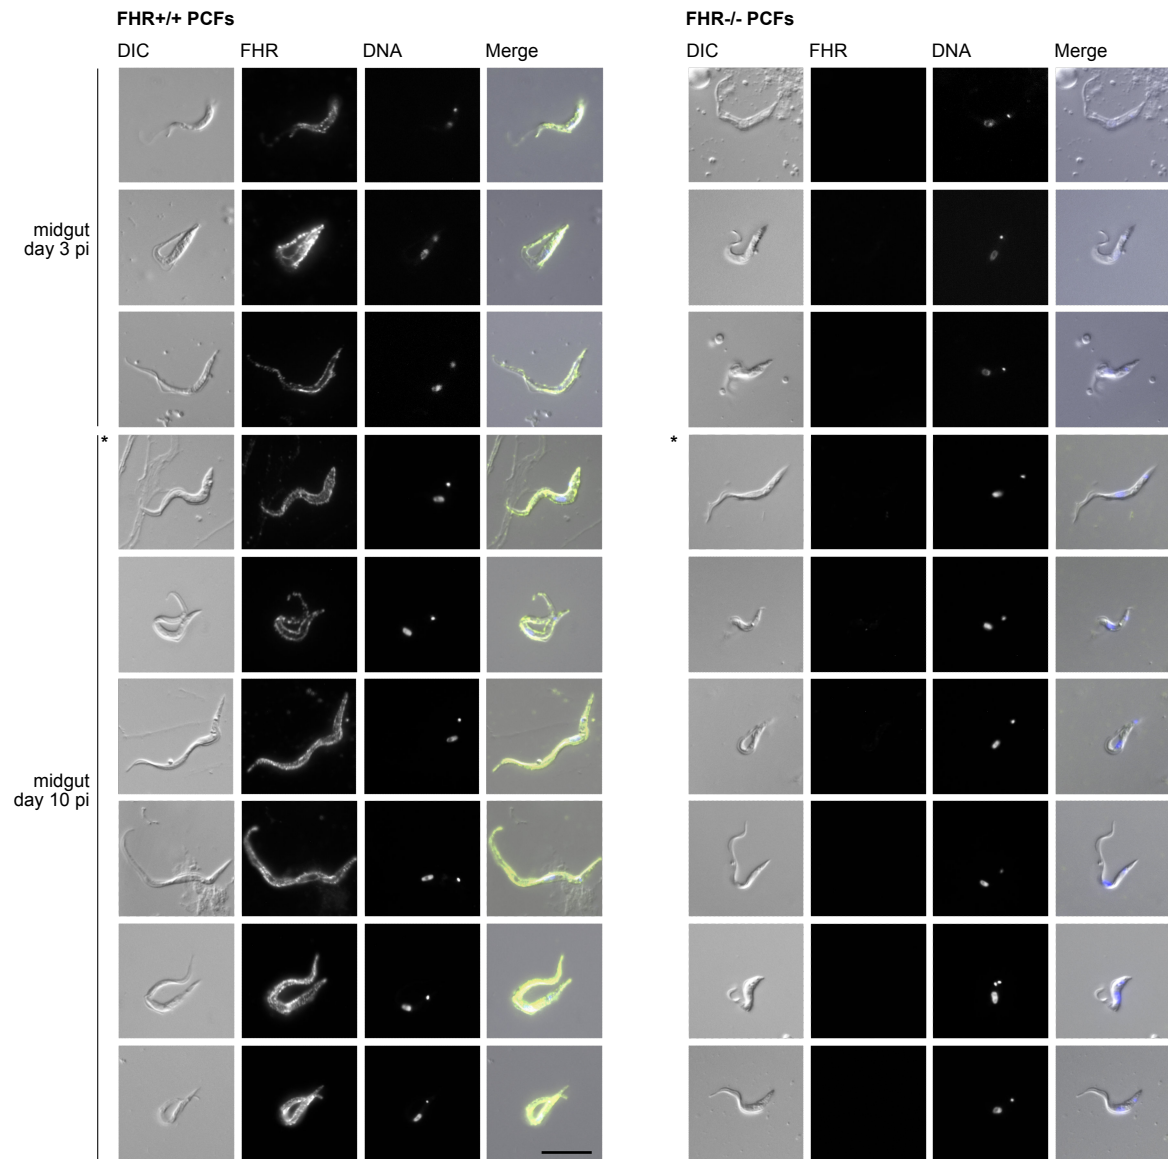 FHR+/+ PCFs
FHR-/- PCFs
DIC FHR DNA Merge
DIC FHR DNA Merge
midgut
day 3 pi
*
*
midgut
day 10 pi